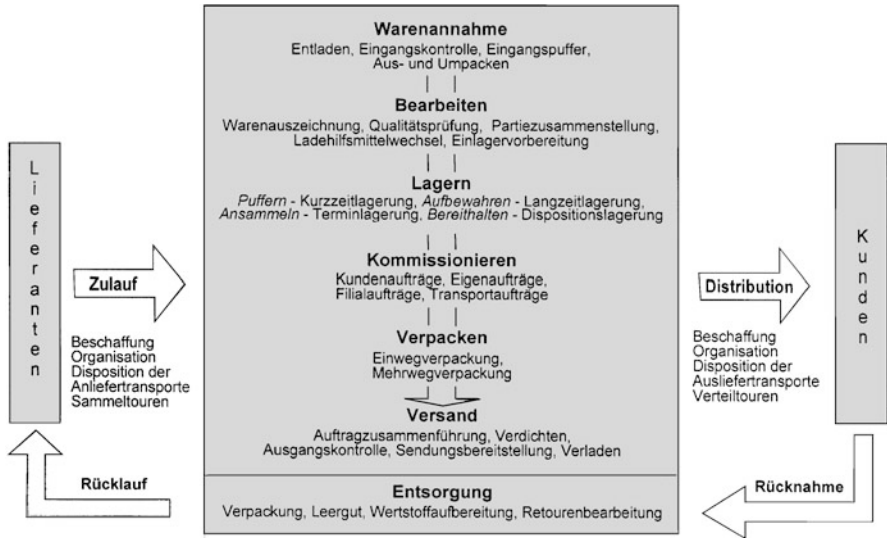 Lieferanten
Zulauf
Beschaffung
Organisation
Disposition der
Anliefertransporte
Sammeltouren
Rücklauf
Warenannahme
Entladen, Eingangskontrolle, Eingangspuffer,
Aus- und Umpacken
Bearbeiten
Warenauszeichnung, Qualitätsprüfung, Partiezusammenstellung,
Ladehilfsmittelwechsel, Einlagervorbereitung
Lagern
Puffern - Kurzzeitlagerung, Aufbewahren - Langzeitlagerung,
Ansammeln - Terminlagerung, Bereithalten - Dispositionslagerung
Kommissionieren
Kundenaufträge, Eigenaufträge,
Filialaufträge, Transportaufträge
Verpacken
Einwegverpackung,
Mehrwegverpackung
Versand
Auftragzusammenführung, Verdichten,
Ausgangskontrolle, Sendungsbereitstellung, Verladen
Entsorgung
Verpackung, Leergut, Wertstoffaufbereitung, Retourenbearbeitung
Distribution
Beschaffung
Organisation
Disposition der
Ausliefertransporte
Verteiltouren
Rücknahme
Kunden